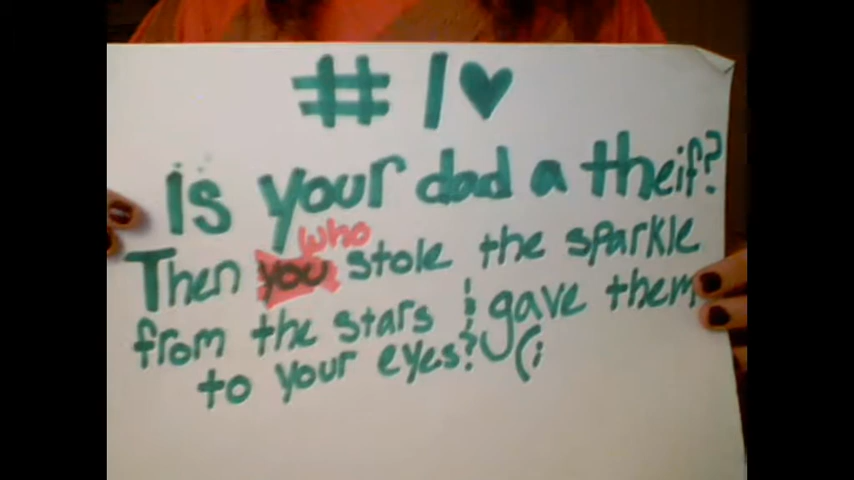 # 1 ♥
Is your dad a theif?
who
Then you stole the sparkle
from the stars & gave them
to your eyes? (;